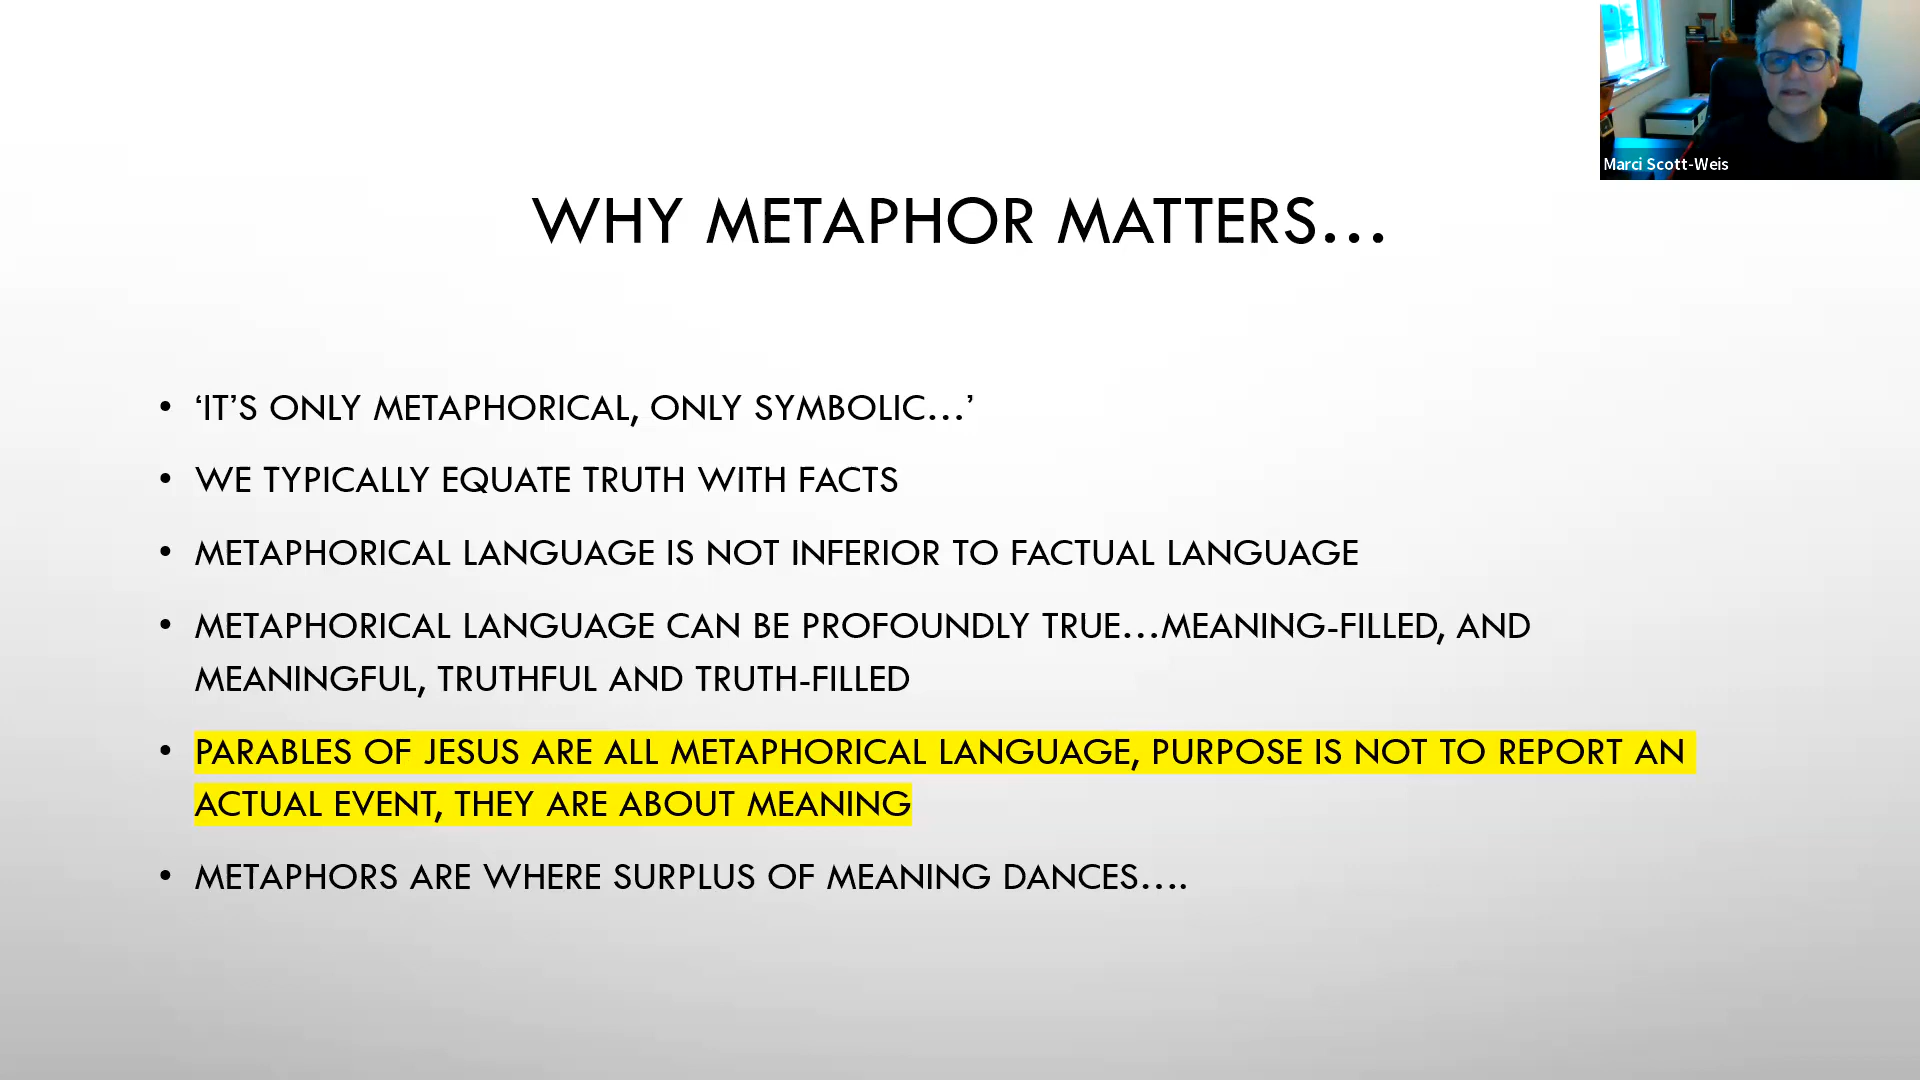 Marci Scott-Weis
WHY METAPHOR MATTERS…
• ‘IT’S ONLY METAPHORICAL, ONLY SYMBOLIC…’
• WE TYPICALLY EQUATE TRUTH WITH FACTS
• METAPHORICAL LANGUAGE IS NOT INFERIOR TO FACTUAL LANGUAGE
• METAPHORICAL LANGUAGE CAN BE PROFOUNDLY TRUE…MEANING-FILLED, AND
MEANINGFUL, TRUTHFUL AND TRUTH-FILLED
• PARABLES OF JESUS ARE ALL METAPHORICAL LANGUAGE, PURPOSE IS NOT TO REPORT AN
ACTUAL EVENT, THEY ARE ABOUT MEANING
• METAPHORS ARE WHERE SURPLUS OF MEANING DANCES….